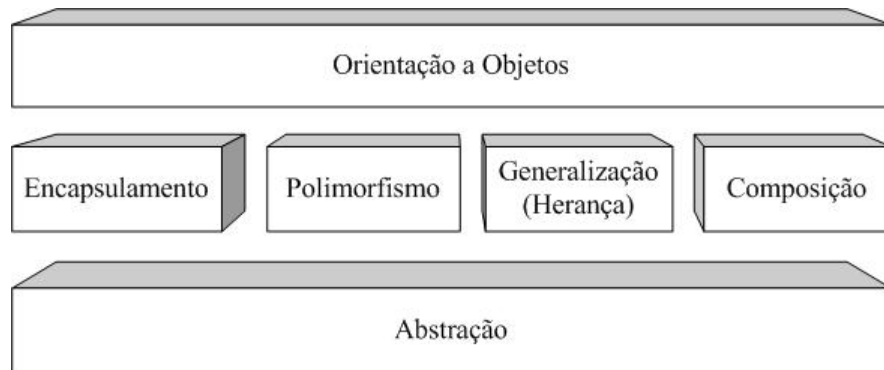 Orientação a Objetos
Encapsulamento
Polimorfismo
Generalização
(Herança)
Composição
Abstração